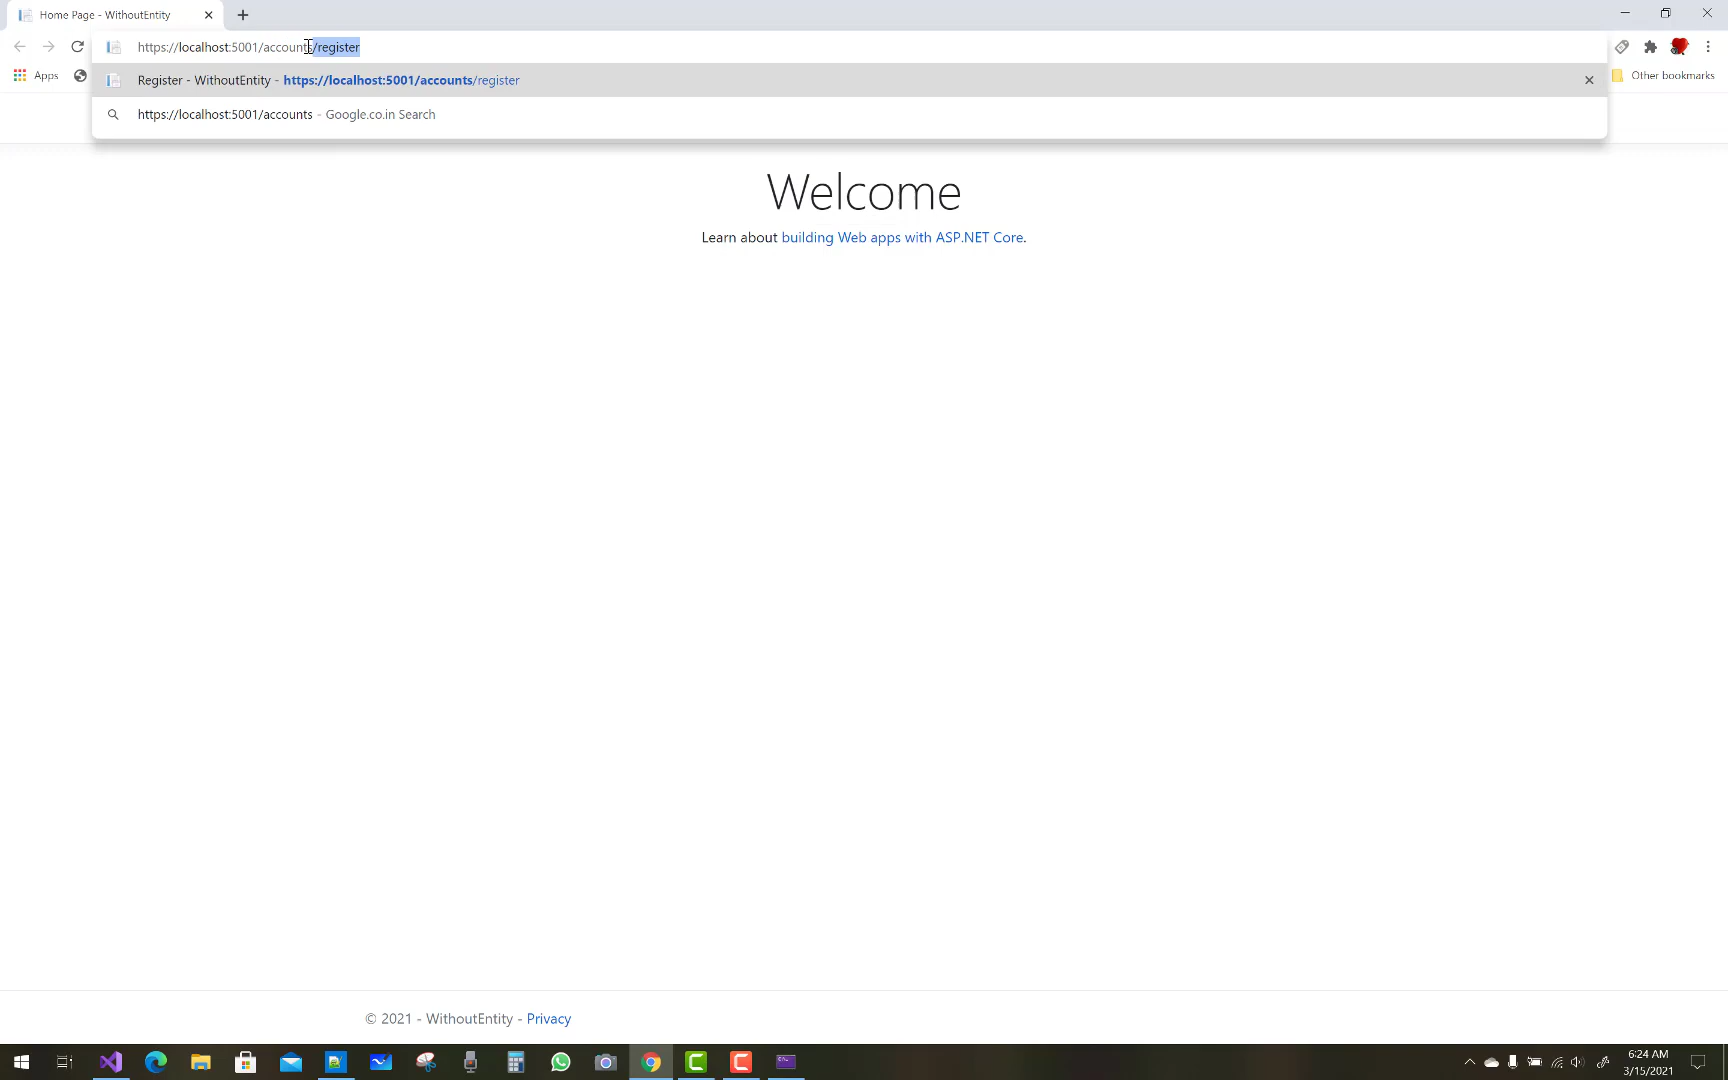 Home Page - WithoutEntity
https://localhost:5001/accounts/register
Apps
Other bookmarks
Register - WithoutEntity - https://localhost:5001/accounts/register
https://localhost:5001/accounts - Google.co.in Search
Welcome
Learn about building Web apps with ASP.NET Core.
© 2021 - WithoutEntity - Privacy
6:24 AM
3/15/2021